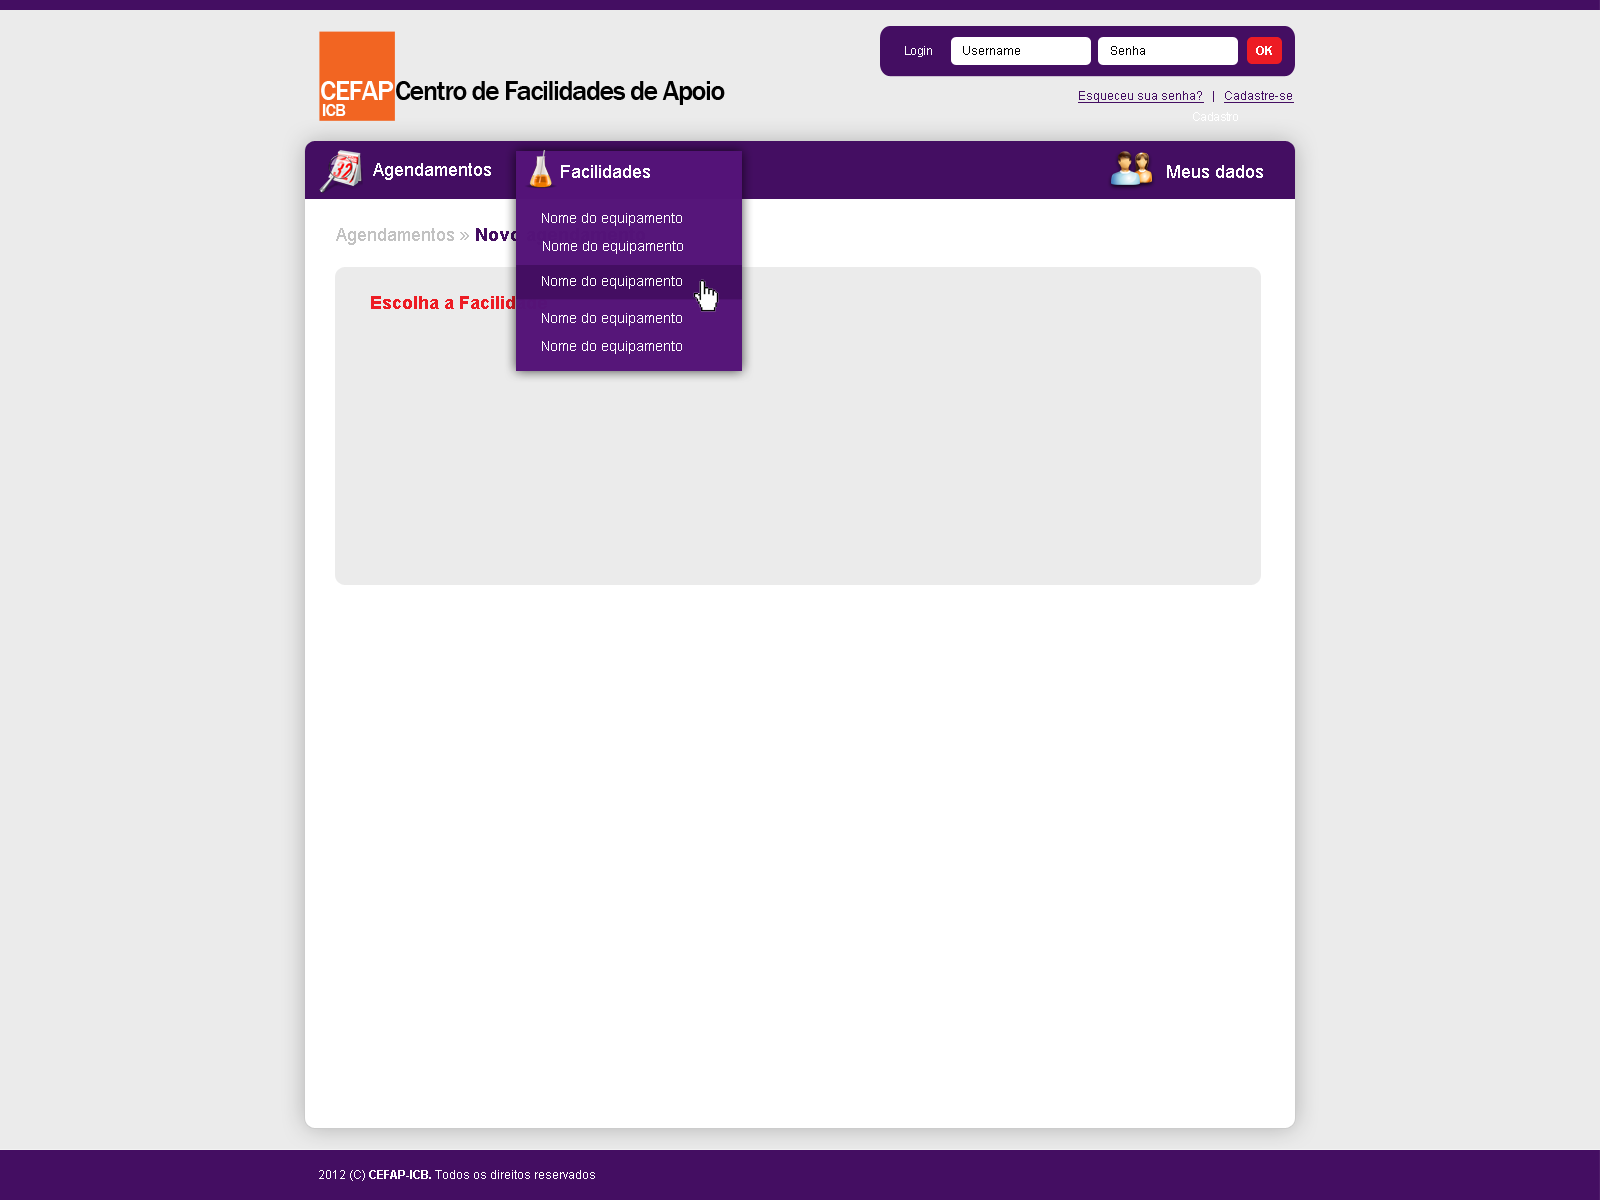 Login Username Senha OK
CEFAP Centro de Facilidades de Apoio
ICB
Esqueceu sua senha? | Cadastre-se
Cadastro
32
Agendamentos Facilidades Meus dados
Nome do equipamento
Agendamentos » Novo
Nome do equipamento
Nome do equipamento
Escolha a Facilid
Nome do equipamento
Nome do equipamento
2012 (C) CEFAP-ICB. Todos os direitos reservados